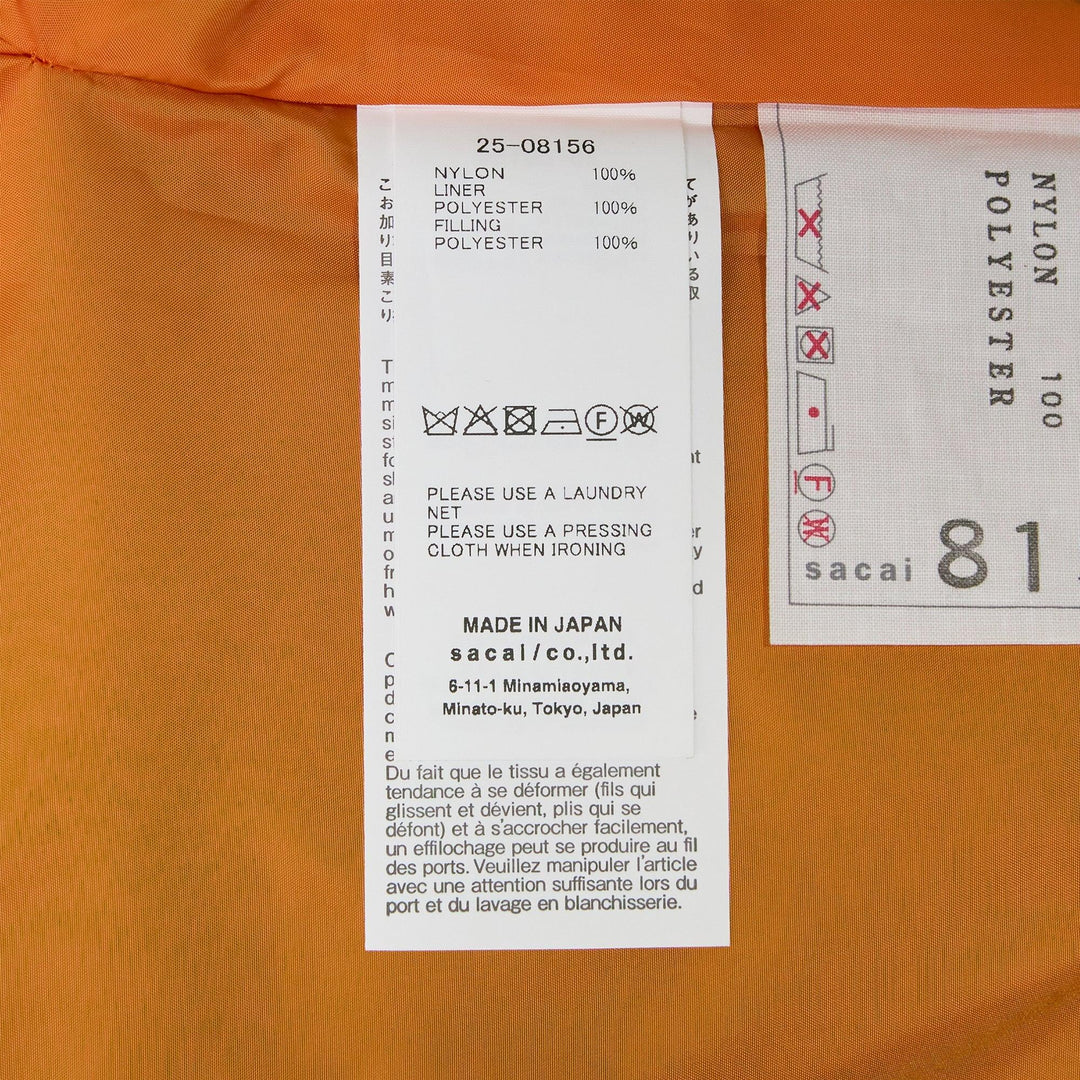 25-08156
NYLON 100%
LINER
POLYESTER 100%
FILLING
POLYESTER 100%
PLEASE USE A LAUNDRY
NET
PLEASE USE A PRESSING
CLOTH WHEN IRONING
MADE IN JAPAN
sacai/co.,ltd.
6-11-1 Minamiaoyama,
Minato-ku, Tokyo, Japan
Du fait que le tissu a également
tendance à se déformer (fils qui
glissent et dévient, plis qui se
défont) et à s'accrocher facilement,
un effilochage peut se produire au fil
des ports. Veuillez manipuler l'article
avec une attention suffisante lors du
port et du lavage en blanchisserie.
NYLON 100
POLYESTER
sacai 81